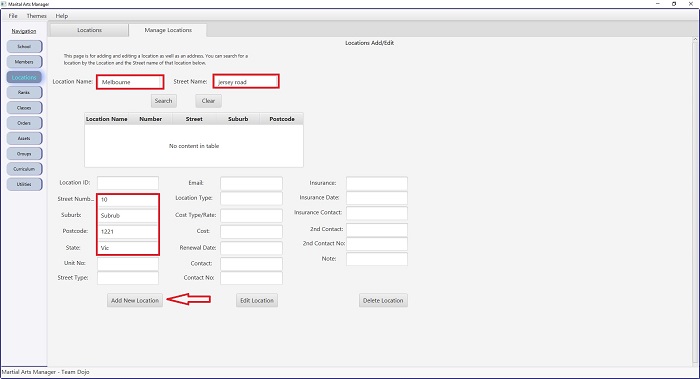 Marital Arts Manager
File Themes Help
Navigation
School
Members
Locations
Ranks
Classes
Orders
Assets
Groups
Curriculum
Utilities
Locations Manage Locations
Locations Add/Edit
This page is for adding and editing a location as well as an address. You can search for
a location by the Location and the Street name of that location below.
Location Name: Melbourne Street Name: Jersey road
Search Clear
Location Name Number Street Suburb Postcode
No content in table
Location ID: Email: Insurance:
Street Numb... 10 Location Type: Insurance Date:
Suburb: Subrub Cost Type/Rate: Insurance Contact:
Postcode: 1221 Cost: 2nd Contact:
State: Vic Renewal Date: 2nd Contact No:
Unit No: Contact: Note:
Street Type: Contact No:
Add New Location Edit Location Delete Location
Martial Arts Manager - Team Dojo